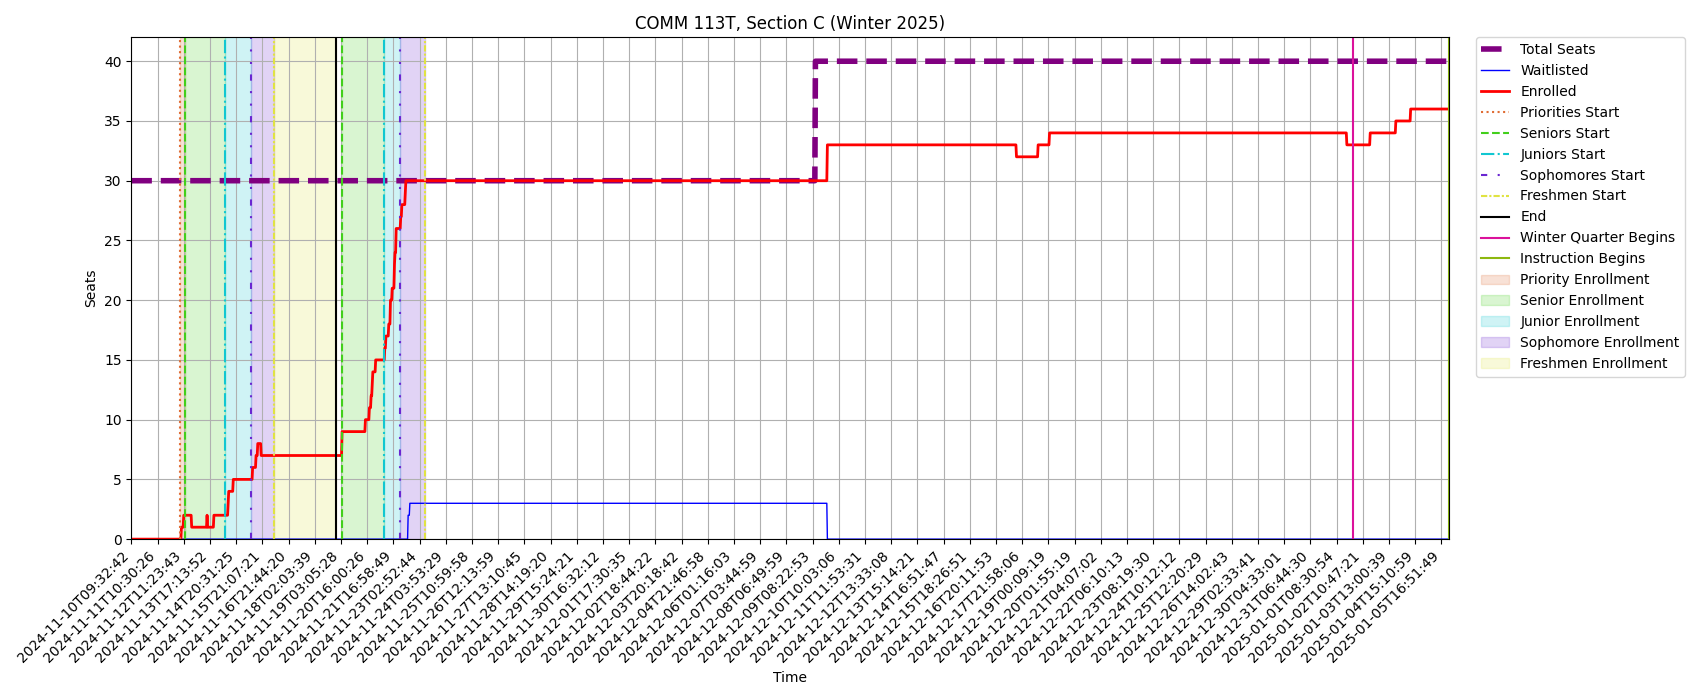 COMM 113T, Section C (Winter 2025)
Seats
40
35
30
25
20
15
10
5
0
2024-11-10T09:32:42
2024-11-11T10:30:26
2024-11-12T11:23:43
2024-11-13T17:13:52
2024-11-14T20:31:25
2024-11-15T21:07:21
2024-11-16T21:44:20
2024-11-18T02:03:39
2024-11-19T03:05:28
2024-11-20T16:00:26
2024-11-21T16:58:49
2024-11-23T02:52:44
2024-11-24T03:53:29
2024-11-25T10:59:58
2024-11-26T12:13:59
2024-11-27T13:10:45
2024-11-28T14:19:20
2024-11-29T15:24:21
2024-11-30T16:32:12
2024-12-01T17:30:35
2024-12-02T18:44:22
2024-12-03T20:18:42
2024-12-04T21:46:58
2024-12-06T01:16:03
2024-12-07T03:44:59
2024-12-08T06:49:59
2024-12-09T08:22:53
2024-12-10T10:03:06
2024-12-11T11:53:31
2024-12-12T13:33:08
2024-12-13T15:14:21
2024-12-14T16:51:47
2024-12-15T18:26:51
2024-12-16T20:11:53
2024-12-17T21:58:06
2024-12-19T00:09:19
2024-12-20T01:55:19
2024-12-21T04:07:02
2024-12-22T06:10:13
2024-12-23T08:19:30
2024-12-24T10:12:12
2024-12-25T12:20:29
2024-12-26T14:02:43
2024-12-29T02:33:41
2024-12-30T04:33:01
2024-12-31T06:44:30
2025-01-01T08:30:54
2025-01-02T10:47:21
2025-01-03T13:00:39
2025-01-04T15:10:59
2025-01-05T16:51:49
Time
Total Seats
Waitlisted
Enrolled
Priorities Start
Seniors Start
Juniors Start
Sophomores Start
Freshmen Start
End
Winter Quarter Begins
Instruction Begins
Priority Enrollment
Senior Enrollment
Junior Enrollment
Sophomore Enrollment
Freshmen Enrollment